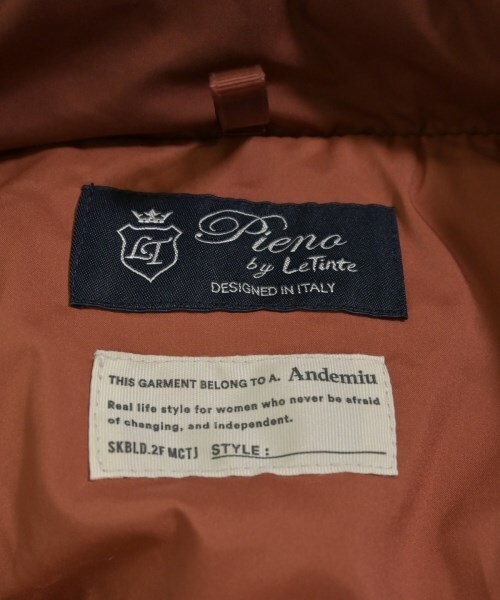 LT
Pieno
by LeTinte
DESIGNED IN ITALY
THIS GARMENT BELONG TO A. Andemiu
Real life style for women who never be afraid
of changing, and independent.
SKBLD.2F MCTJ STYLE :